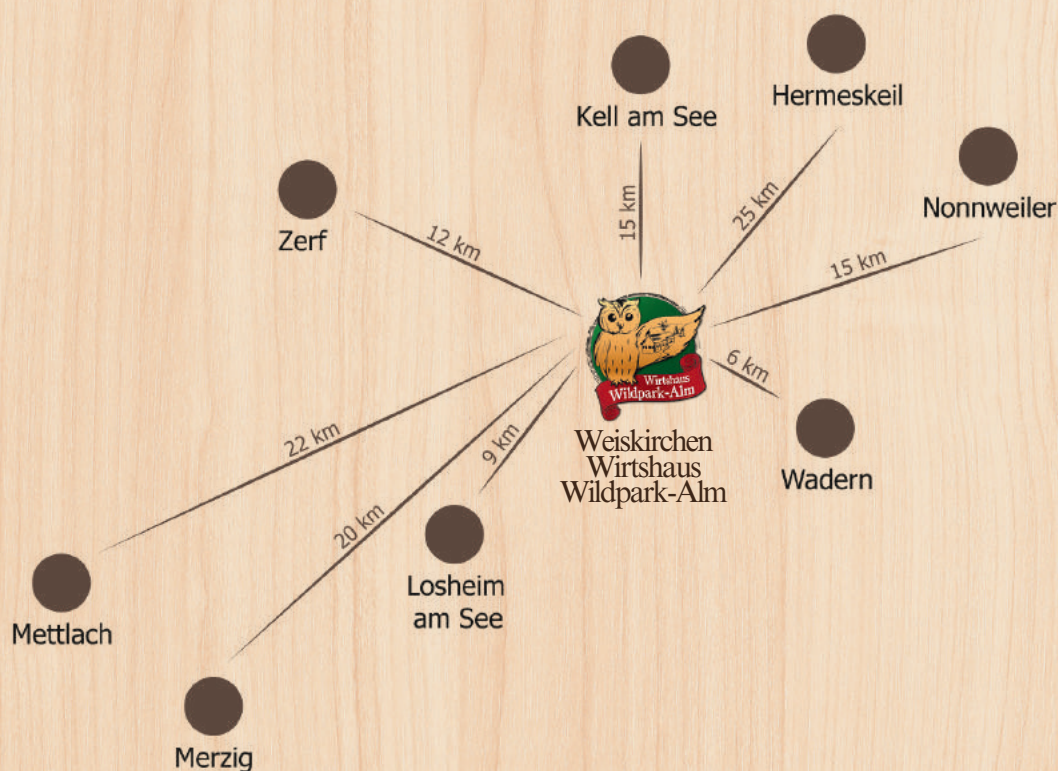 Hermeskeil
Kell am See
Nonnweiler
Zerf
12 km
15 km
25 km
15 km
6 km
Wirtshaus
Wildpark-Alm
22 km
9 km
20 km
Weiskirchen
Wirtshaus
Wildpark-Alm
Wadern
Losheim
am See
Mettlach
Merzig